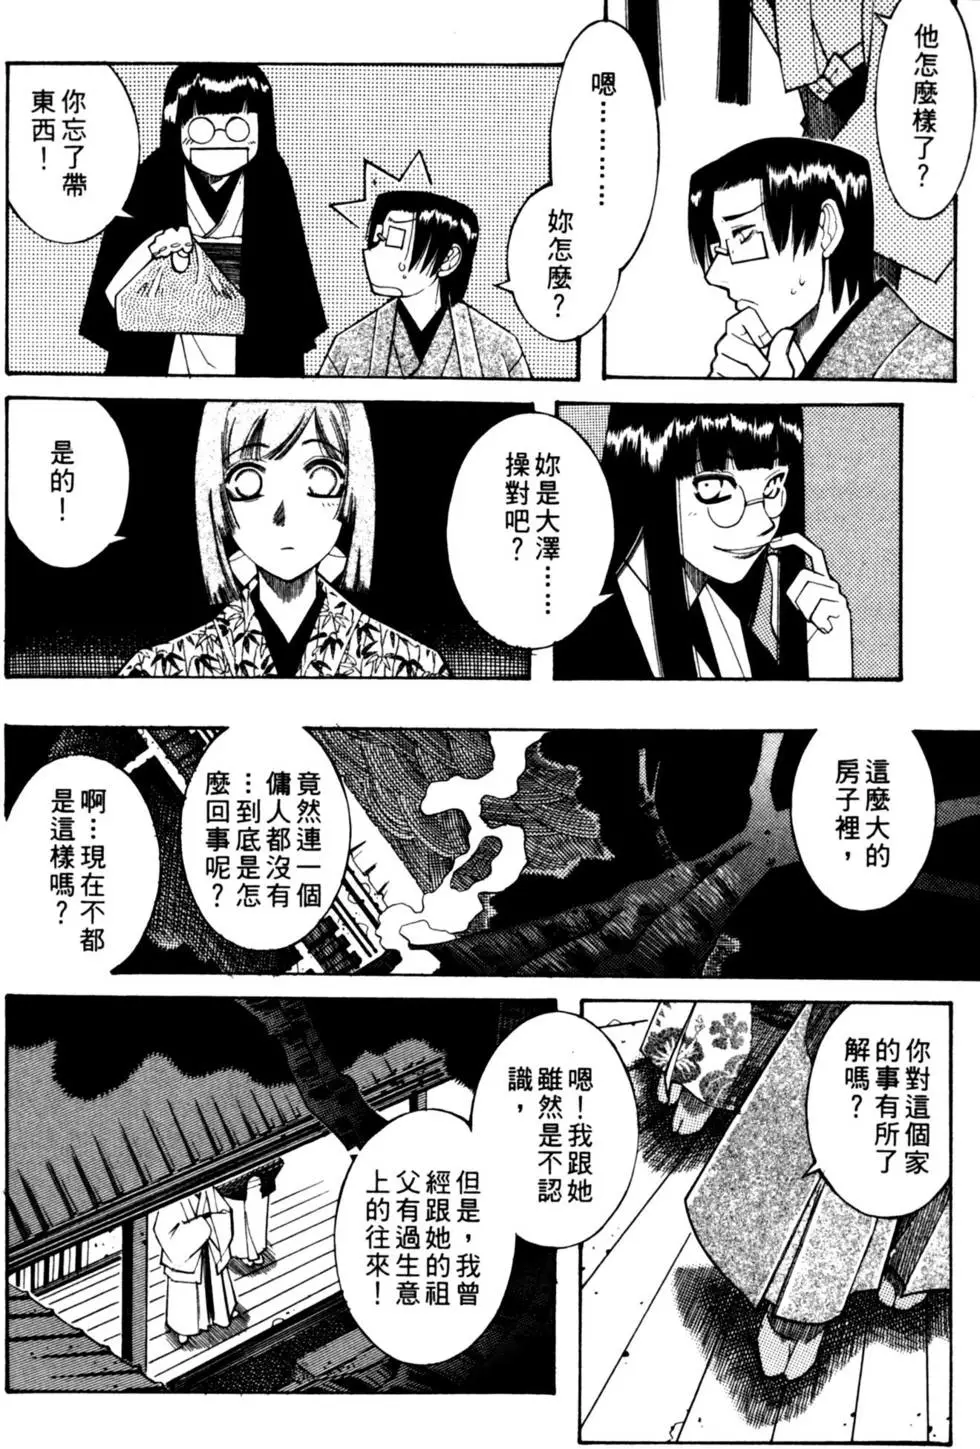 他怎麼樣了？
嗯………
妳怎麼？
你忘了帶
東西！
妳是大澤……
操對吧？
是的！
這麼大的
房子裡，
竟然連一個
傭人都沒有
…到底是怎
麼回事呢？
啊…現在不都
是這樣嗎？
你對這個家
的事有所了
解嗎？
嗯！我跟她
雖然是不認
識，
但是，我曾
經跟她的祖
父有過生意
上的往來！